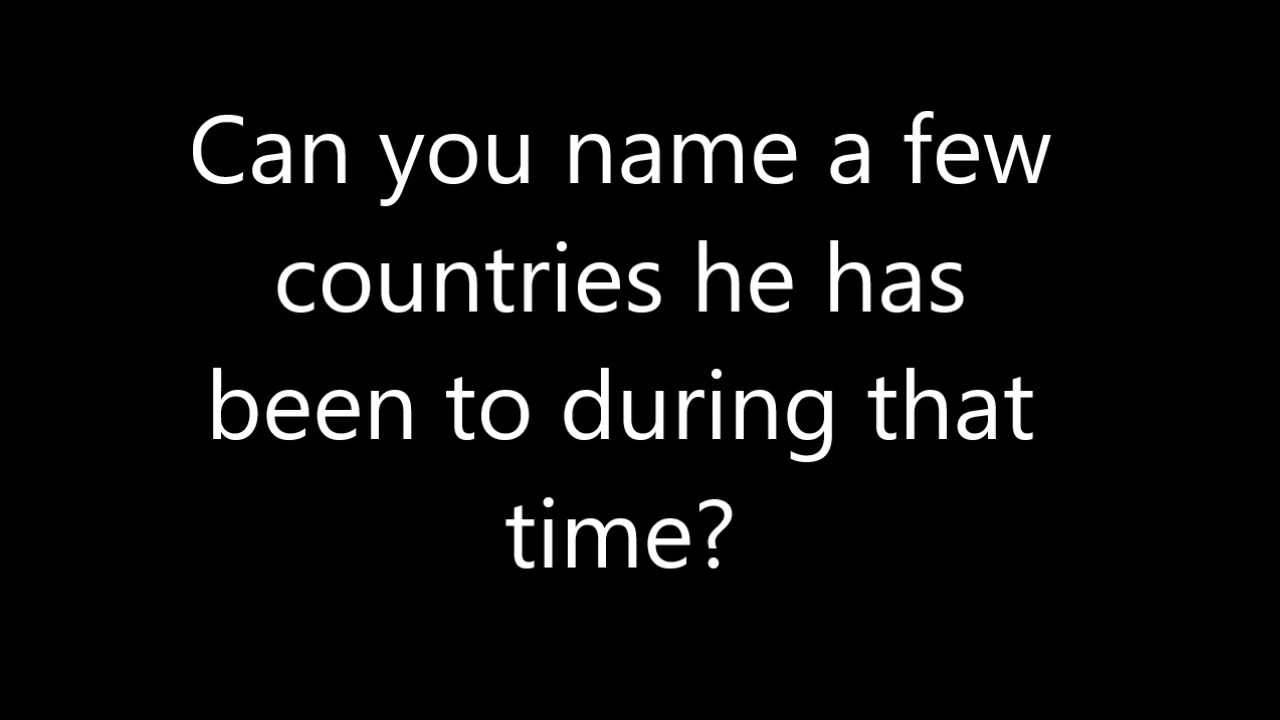 Can you name a few
countries he has
been to during that
time?